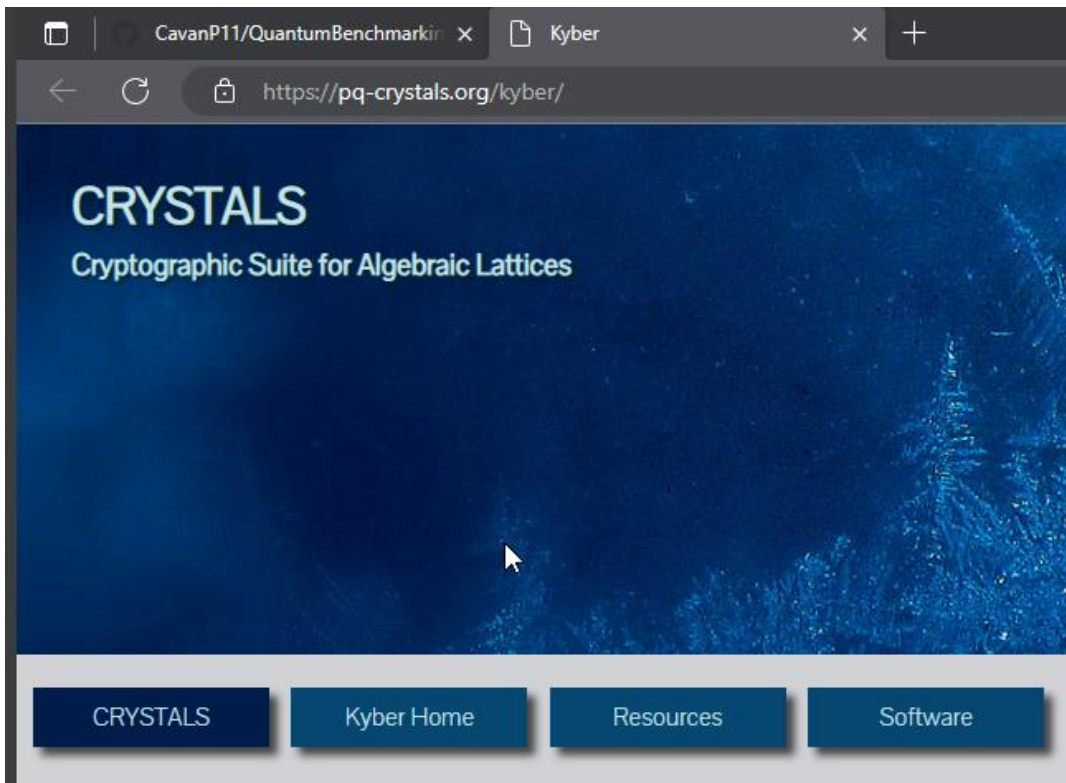 CavanP11/QuantumBenchmarkin
Kyber
https://pq-crystals.org/kyber/
CRYSTALS
Cryptographic Suite for Algebraic Lattices
CRYSTALS
Kyber Home
Resources
Software